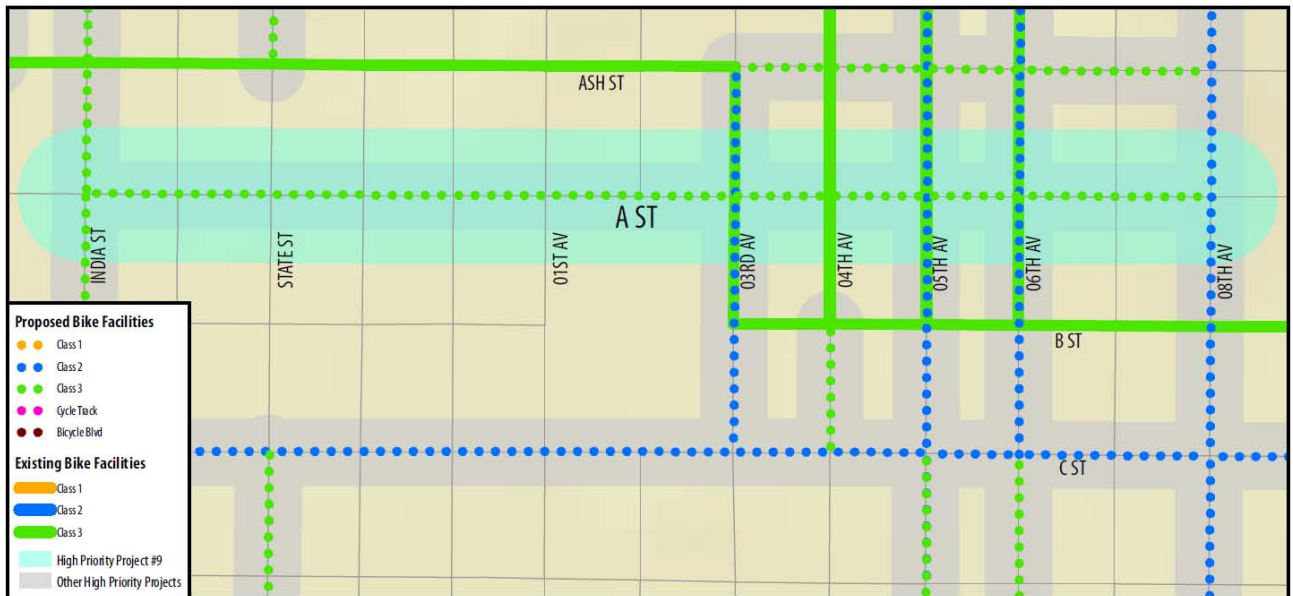 ASH ST
A ST
INDIA ST
STATE ST
01ST AV
03RD AV
04TH AV
05TH AV
06TH AV
08TH AV
B ST
C ST
Proposed Bike Facilities
Class 1
Class 2
Class 3
Cycle Track
Bicycle Blvd
Existing Bike Facilities
Class 1
Class 2
Class 3
High Priority Project #9
Other High Priority Projects